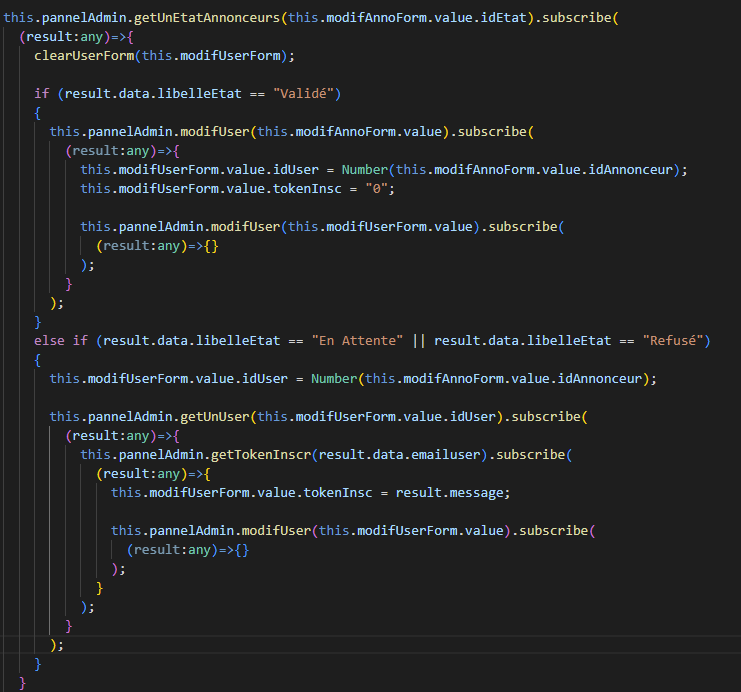 this.pannelAdmin.getUnEtatAnnonceurs(this.modifAnnoForm.value.idEtat).subscribe(
(result:any)=>{
clearUserForm(this.modifUserForm);
if (result.data.libelleEtat == "Validé")
{
this.pannelAdmin.modifUser(this.modifAnnoForm.value).subscribe(
(result:any)=>{
this.modifUserForm.value.idUser = Number(this.modifAnnoForm.value.idAnnonceur);
this.modifUserForm.value.tokenInsc = "0";
this.pannelAdmin.modifUser(this.modifUserForm.value).subscribe(
(result:any)=>{}
);
}
);
}
else if (result.data.libelleEtat == "En Attente" || result.data.libelleEtat == "Refusé")
{
this.modifUserForm.value.idUser = Number(this.modifAnnoForm.value.idAnnonceur);
this.pannelAdmin.getUnUser(this.modifUserForm.value.idUser).subscribe(
(result:any)=>{
this.pannelAdmin.getTokenInscr(result.data.emailuser).subscribe(
(result:any)=>{
this.modifUserForm.value.tokenInsc = result.message;
this.pannelAdmin.modifUser(this.modifUserForm.value).subscribe(
(result:any)=>{}
);
}
);
}
);
}
}